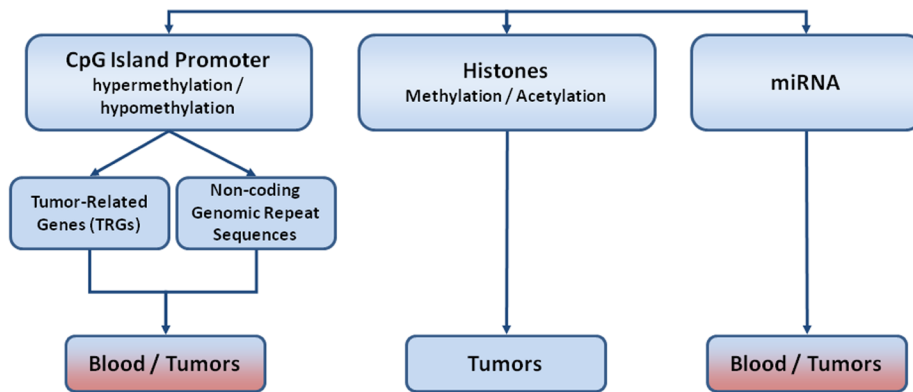 CpG Island Promoter
hypermethylation /
hypomethylation
Histones
Methylation / Acetylation
miRNA
Tumor-Related
Genes (TRGs)
Non-coding
Genomic Repeat
Sequences
Blood / Tumors
Tumors
Blood / Tumors